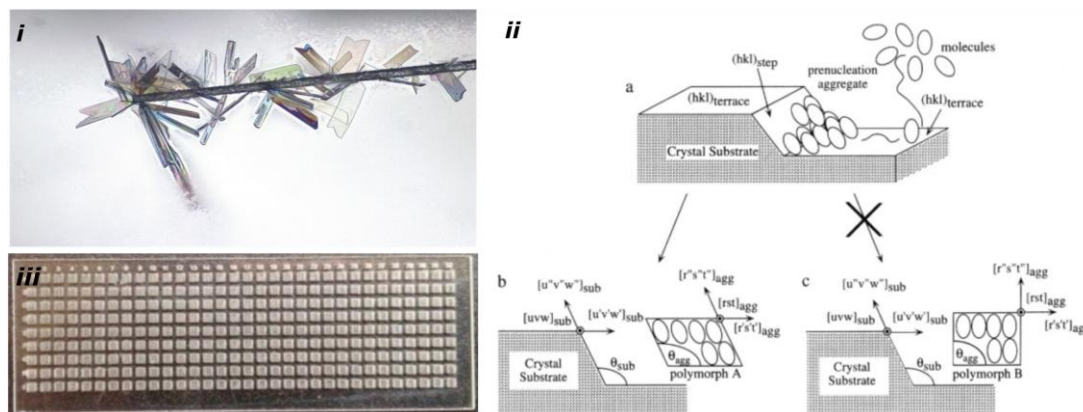 i
ii
a
(hkl)step
prenucleation
aggregate
molecules
(hkl)terrace
(hkl)terrace
Crystal Substrate
b
[u"v"w"]sub
[uvw]sub
[u'v'w']sub
Crystal
Substrate
θsub
[r"s"t"]agg
[rst]agg
[r's't']agg
θagg
polymorph A
c
[u"v"w"]sub
[uvw]sub
[u'v'w']sub
Crystal
Substrate
θsub
[r"s"t"]agg
[rst]agg
[r's't']agg
θagg
polymorph B
iii